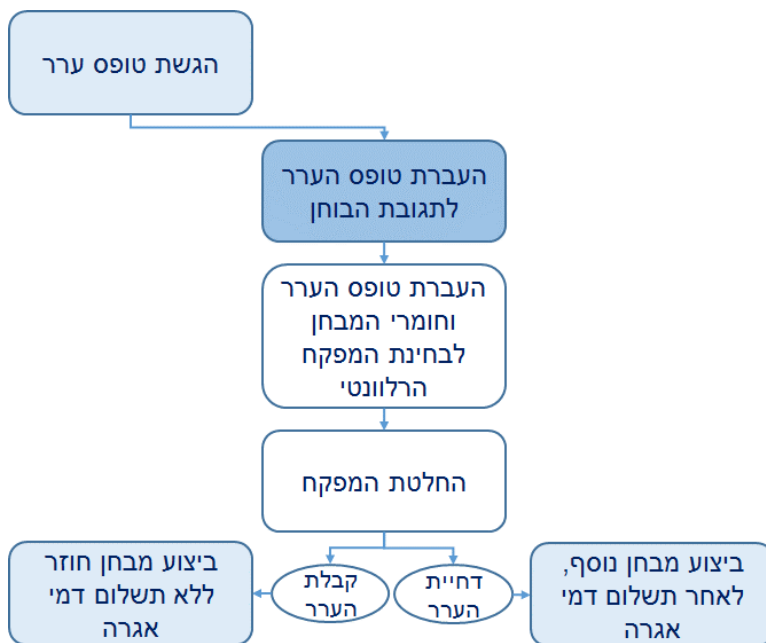 הגשת טופס ערר
העברת טופס הערר
לתגובת הבוחן
העברת טופס הערר
וחומרי המבחן
לבחינת המפקח
הרלוונטי
החלטת המפקח
דחיית
הערר
קבלת
הערר
ביצוע מבחן נוסף,
לאחר תשלום דמי
אגרה
ביצוע מבחן חוזר
ללא תשלום דמי
אגרה